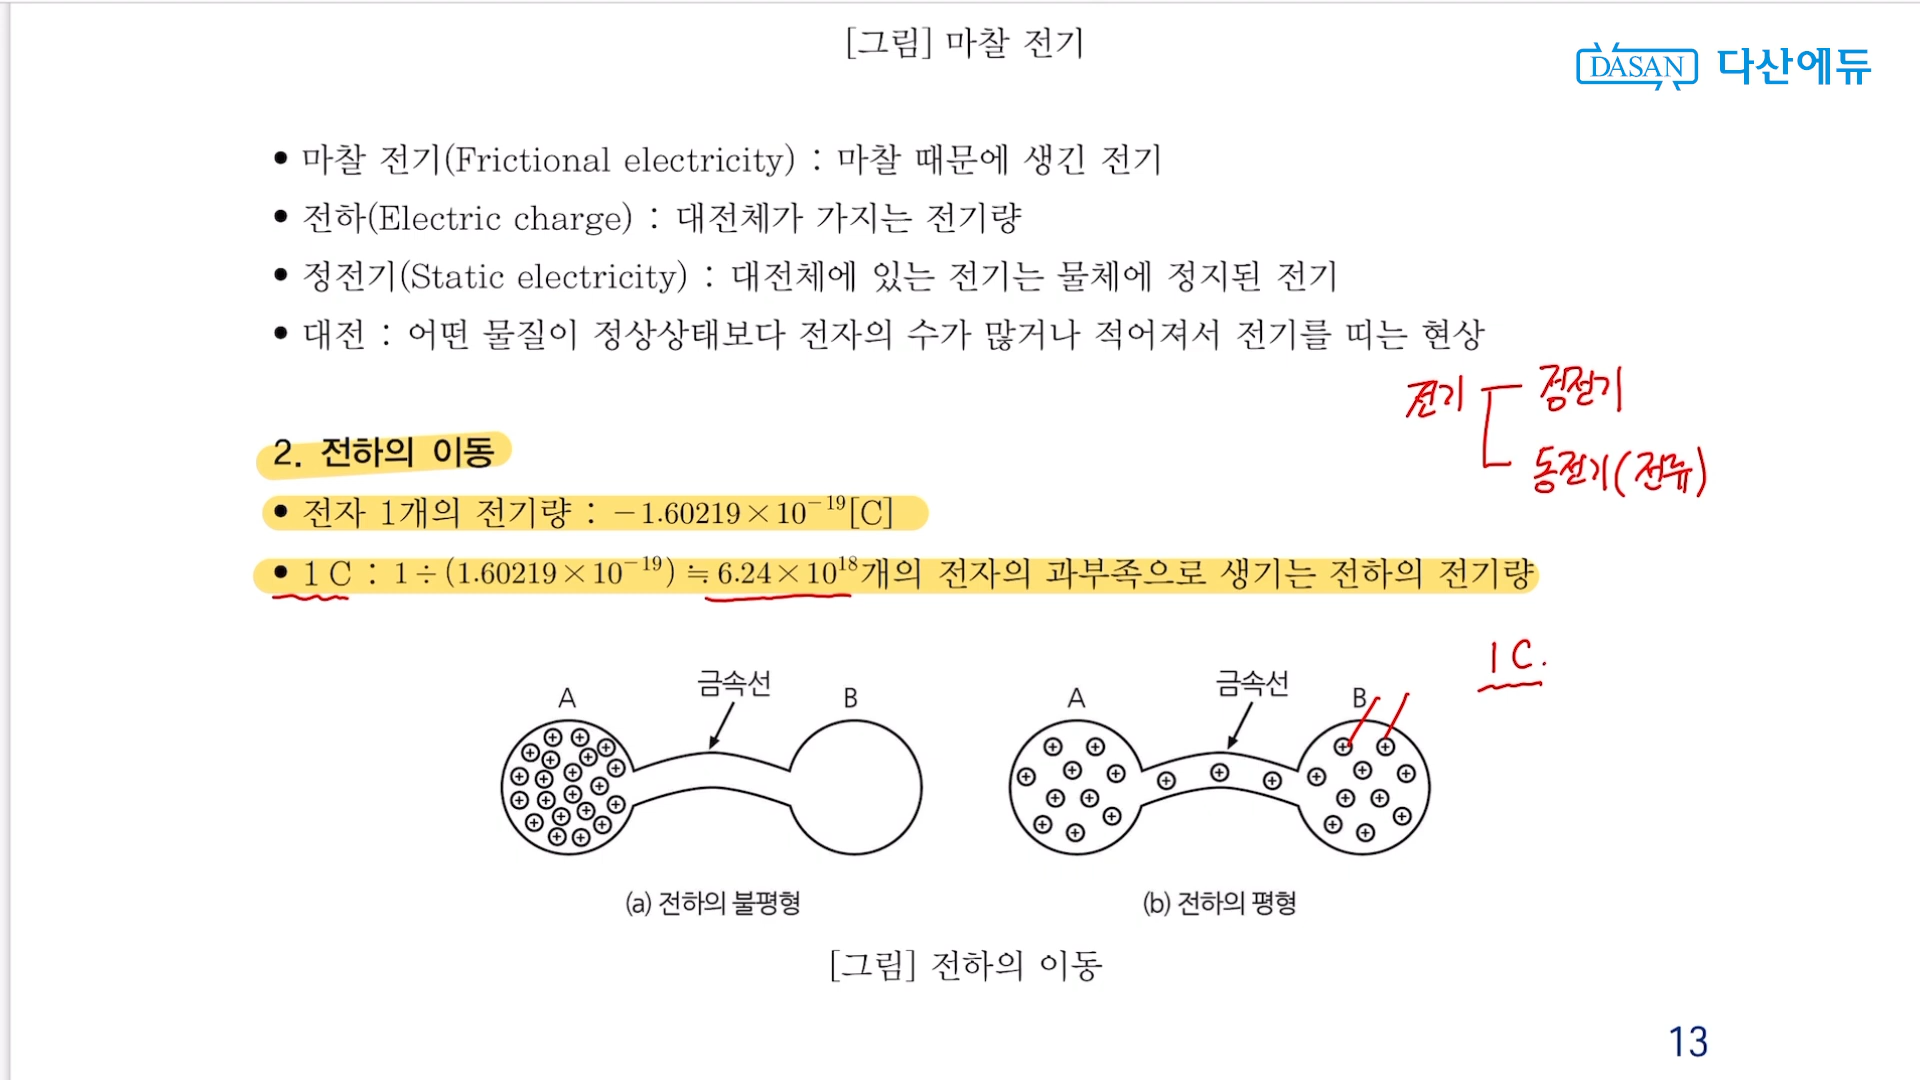 [그림] 마찰 전기
DASAN 다산에듀
• 마찰 전기(Frictional electricity) : 마찰 때문에 생긴 전기
• 전하(Electric charge) : 대전체가 가지는 전기량
• 정전기(Static electricity) : 대전체에 있는 전기는 물체에 정지된 전기
• 대전 : 어떤 물질이 정상상태보다 전자의 수가 많거나 적어져서 전기를 띠는 현상
전기 정전기
동전기(전류)
2. 전하의 이동
• 전자 1개의 전기량 : −1.60219×10⁻¹⁹[C]
• 1 C : 1÷(1.60219×10⁻¹⁹)≒6.24×10¹⁸개의 전자의 과부족으로 생기는 전하의 전기량
1 C.
A 금속선 B
A 금속선 B
(a) 전하의 불평형
(b) 전하의 평형
[그림] 전하의 이동
13